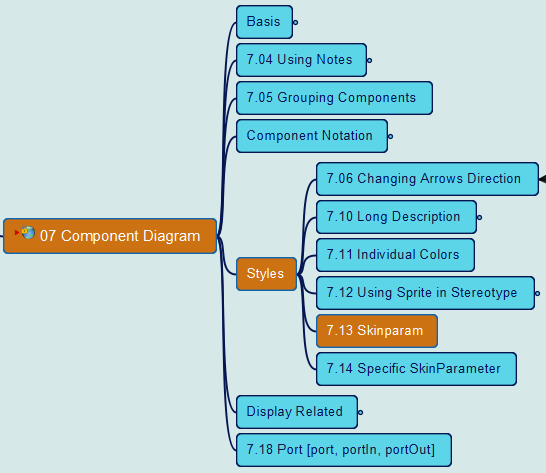 Basis
7.04 Using Notes
7.05 Grouping Components
Component Notation
7.06 Changing Arrows Direction
7.10 Long Description
07 Component Diagram
7.11 Individual Colors
Styles
7.12 Using Sprite in Stereotype
7.13 Skinparam
7.14 Specific SkinParameter
Display Related
7.18 Port [port, portIn, portOut]